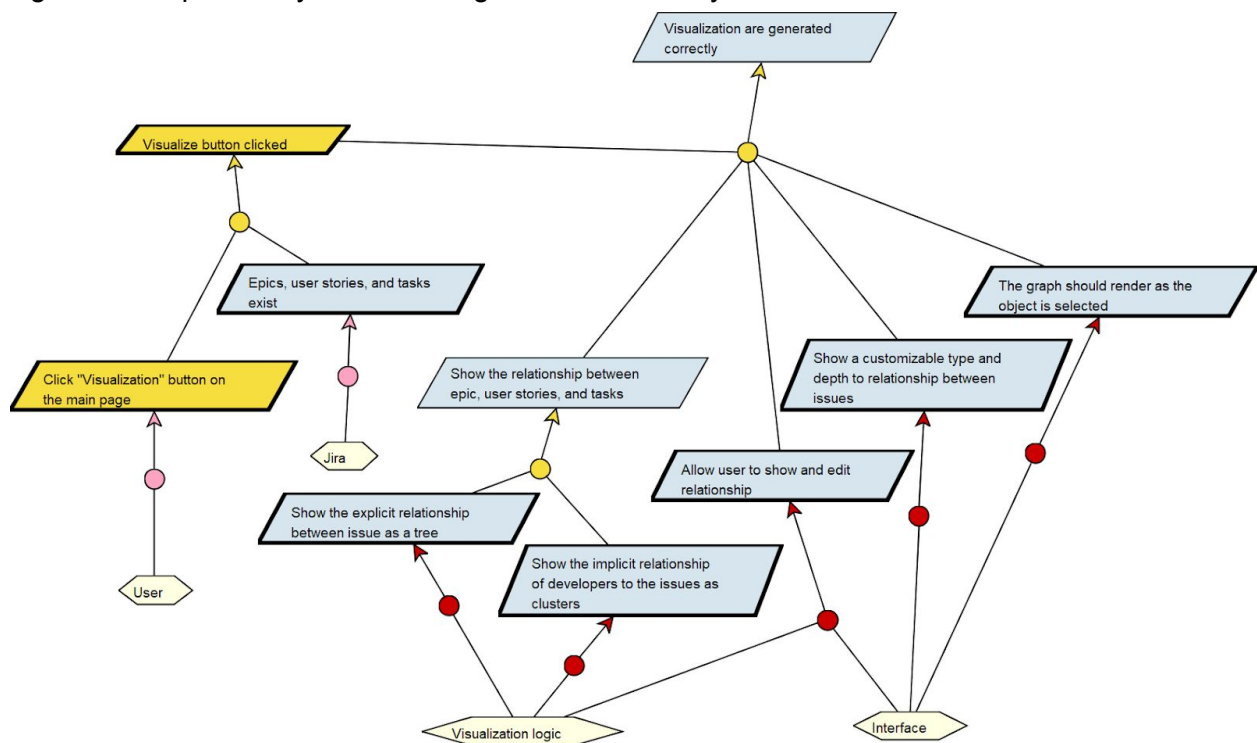 Visualization are generated
correctly
Visualize button clicked
Epics, user stories, and tasks
exist
The graph should render as the
object is selected
Click "Visualization" button on
the main page
Show the relationship between
epic, user stories, and tasks
Show a customizable type and
depth to relationship between
issues
Jira
Allow user to show and edit
relationship
Show the explicit relationship
between issue as a tree
Show the implicit relationship
of developers to the issues as
clusters
User
Visualization logic
Interface